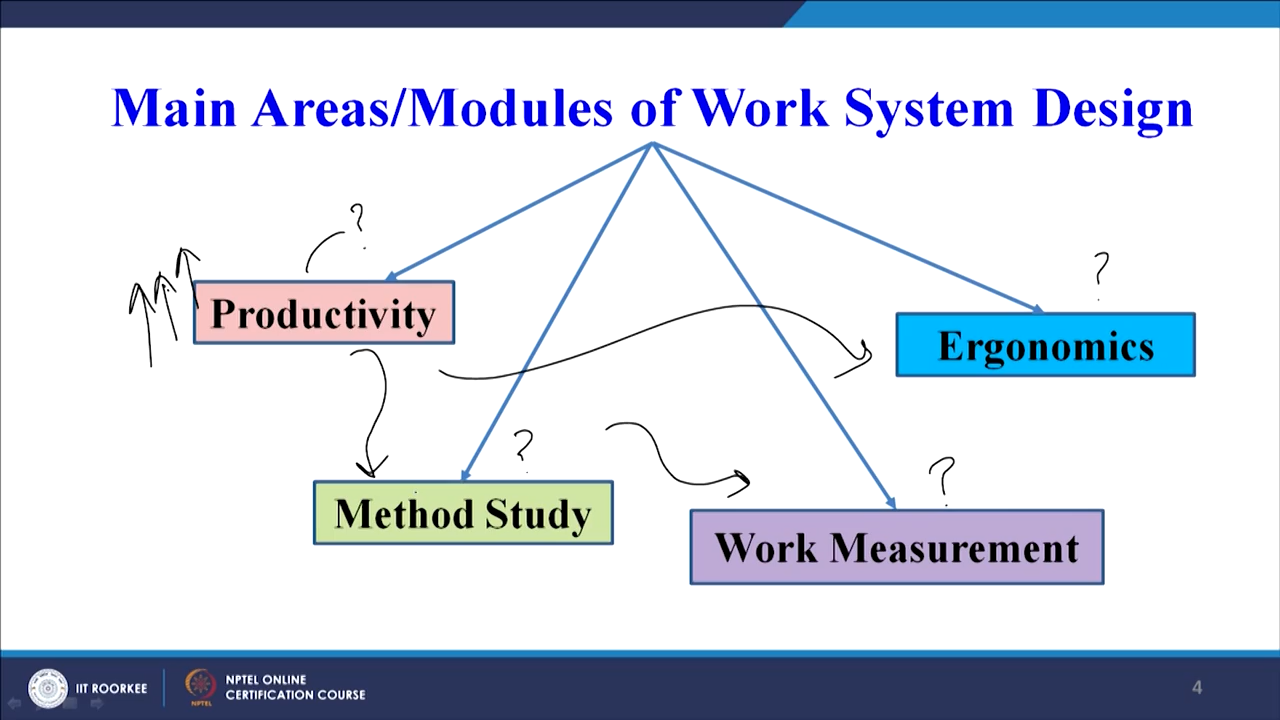 Main Areas/Modules of Work System Design
?
?
Productivity
Ergonomics
?
?
Method Study
Work Measurement
IIT ROORKEE
NPTEL ONLINE
CERTIFICATION COURSE
NPTEL
4